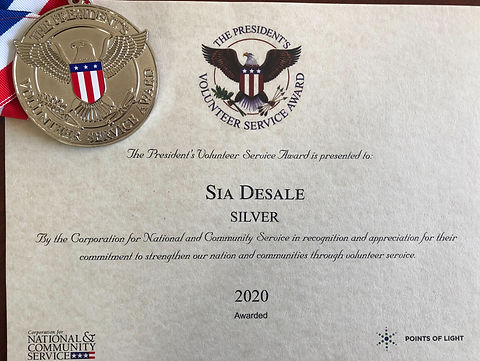 THE PRESIDENT'S
VOLUNTEER SERVICE AWARD
THE PRESIDENT'S
VOLUNTEER SERVICE AWARD
The President's Volunteer Service Award is presented to:
SIA DESALE
SILVER
By the Corporation for National and Community Service in recognition and appreciation for their
commitment to strengthen our nation and communities through volunteer service.
2020
Awarded
Corporation for
NATIONAL &
COMMUNITY
SERVICE
POINTS OF LIGHT